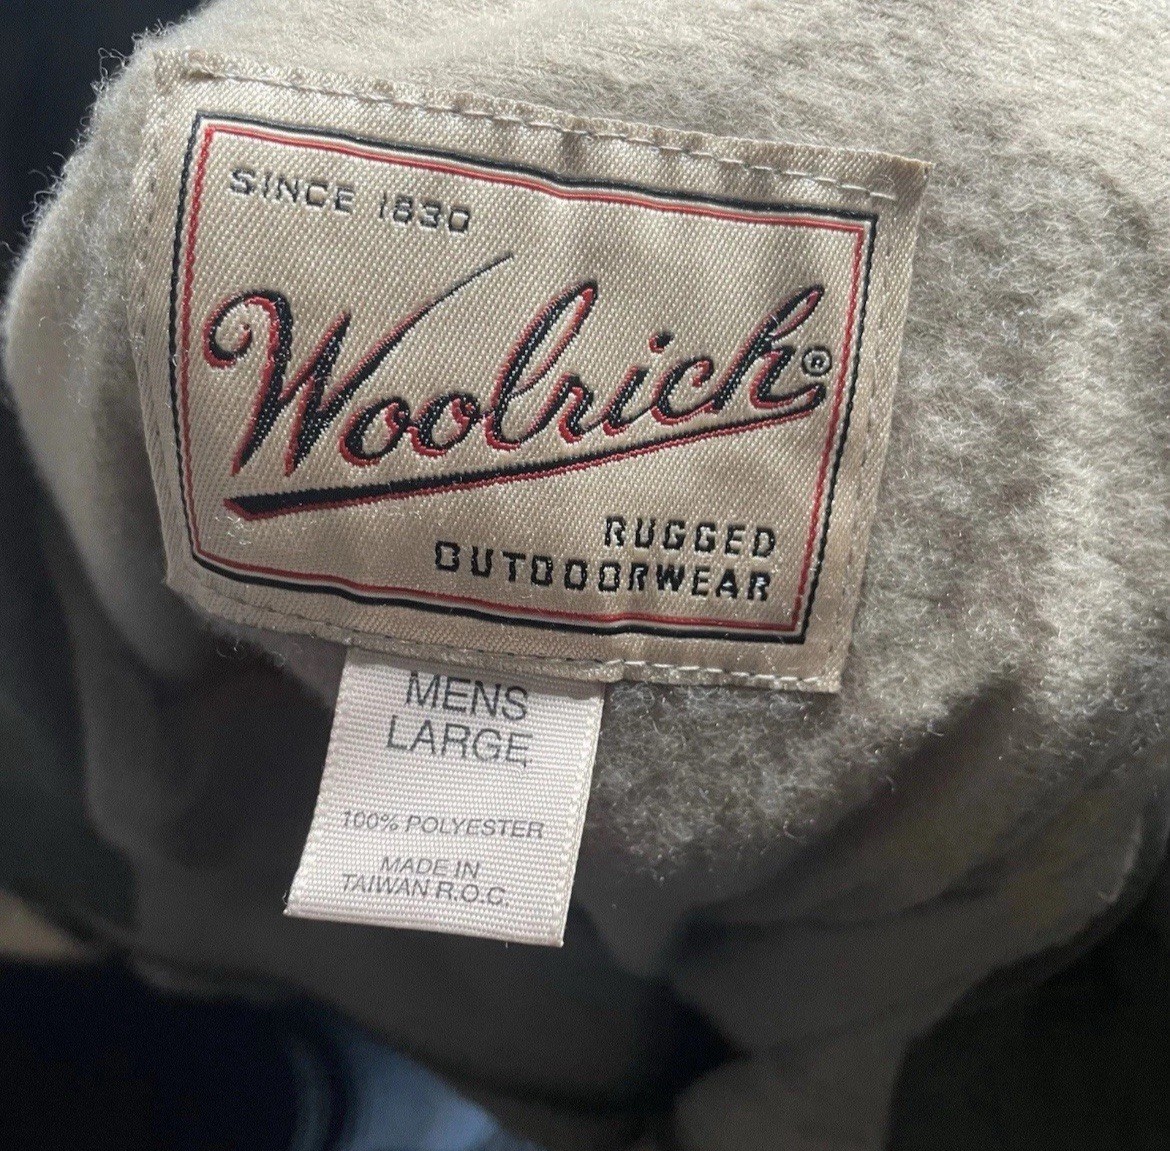 SINCE 1830
Woolrich®
RUGGED
OUTDOORWEAR
MENS
LARGE
100% POLYESTER
MADE IN
TAIWAN R.O.C.